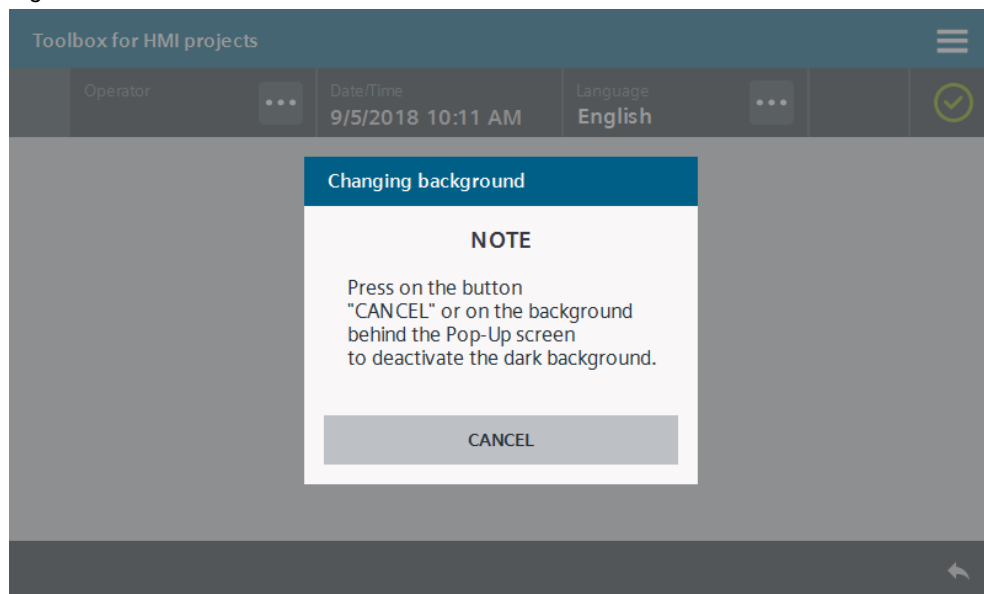 Toolbox for HMI projects
Operator
Date/Time
Language
9/5/2018 10:11 AM
English
Changing background
NOTE
Press on the button
"CANCEL" or on the background
behind the Pop-Up screen
to deactivate the dark background.
CANCEL